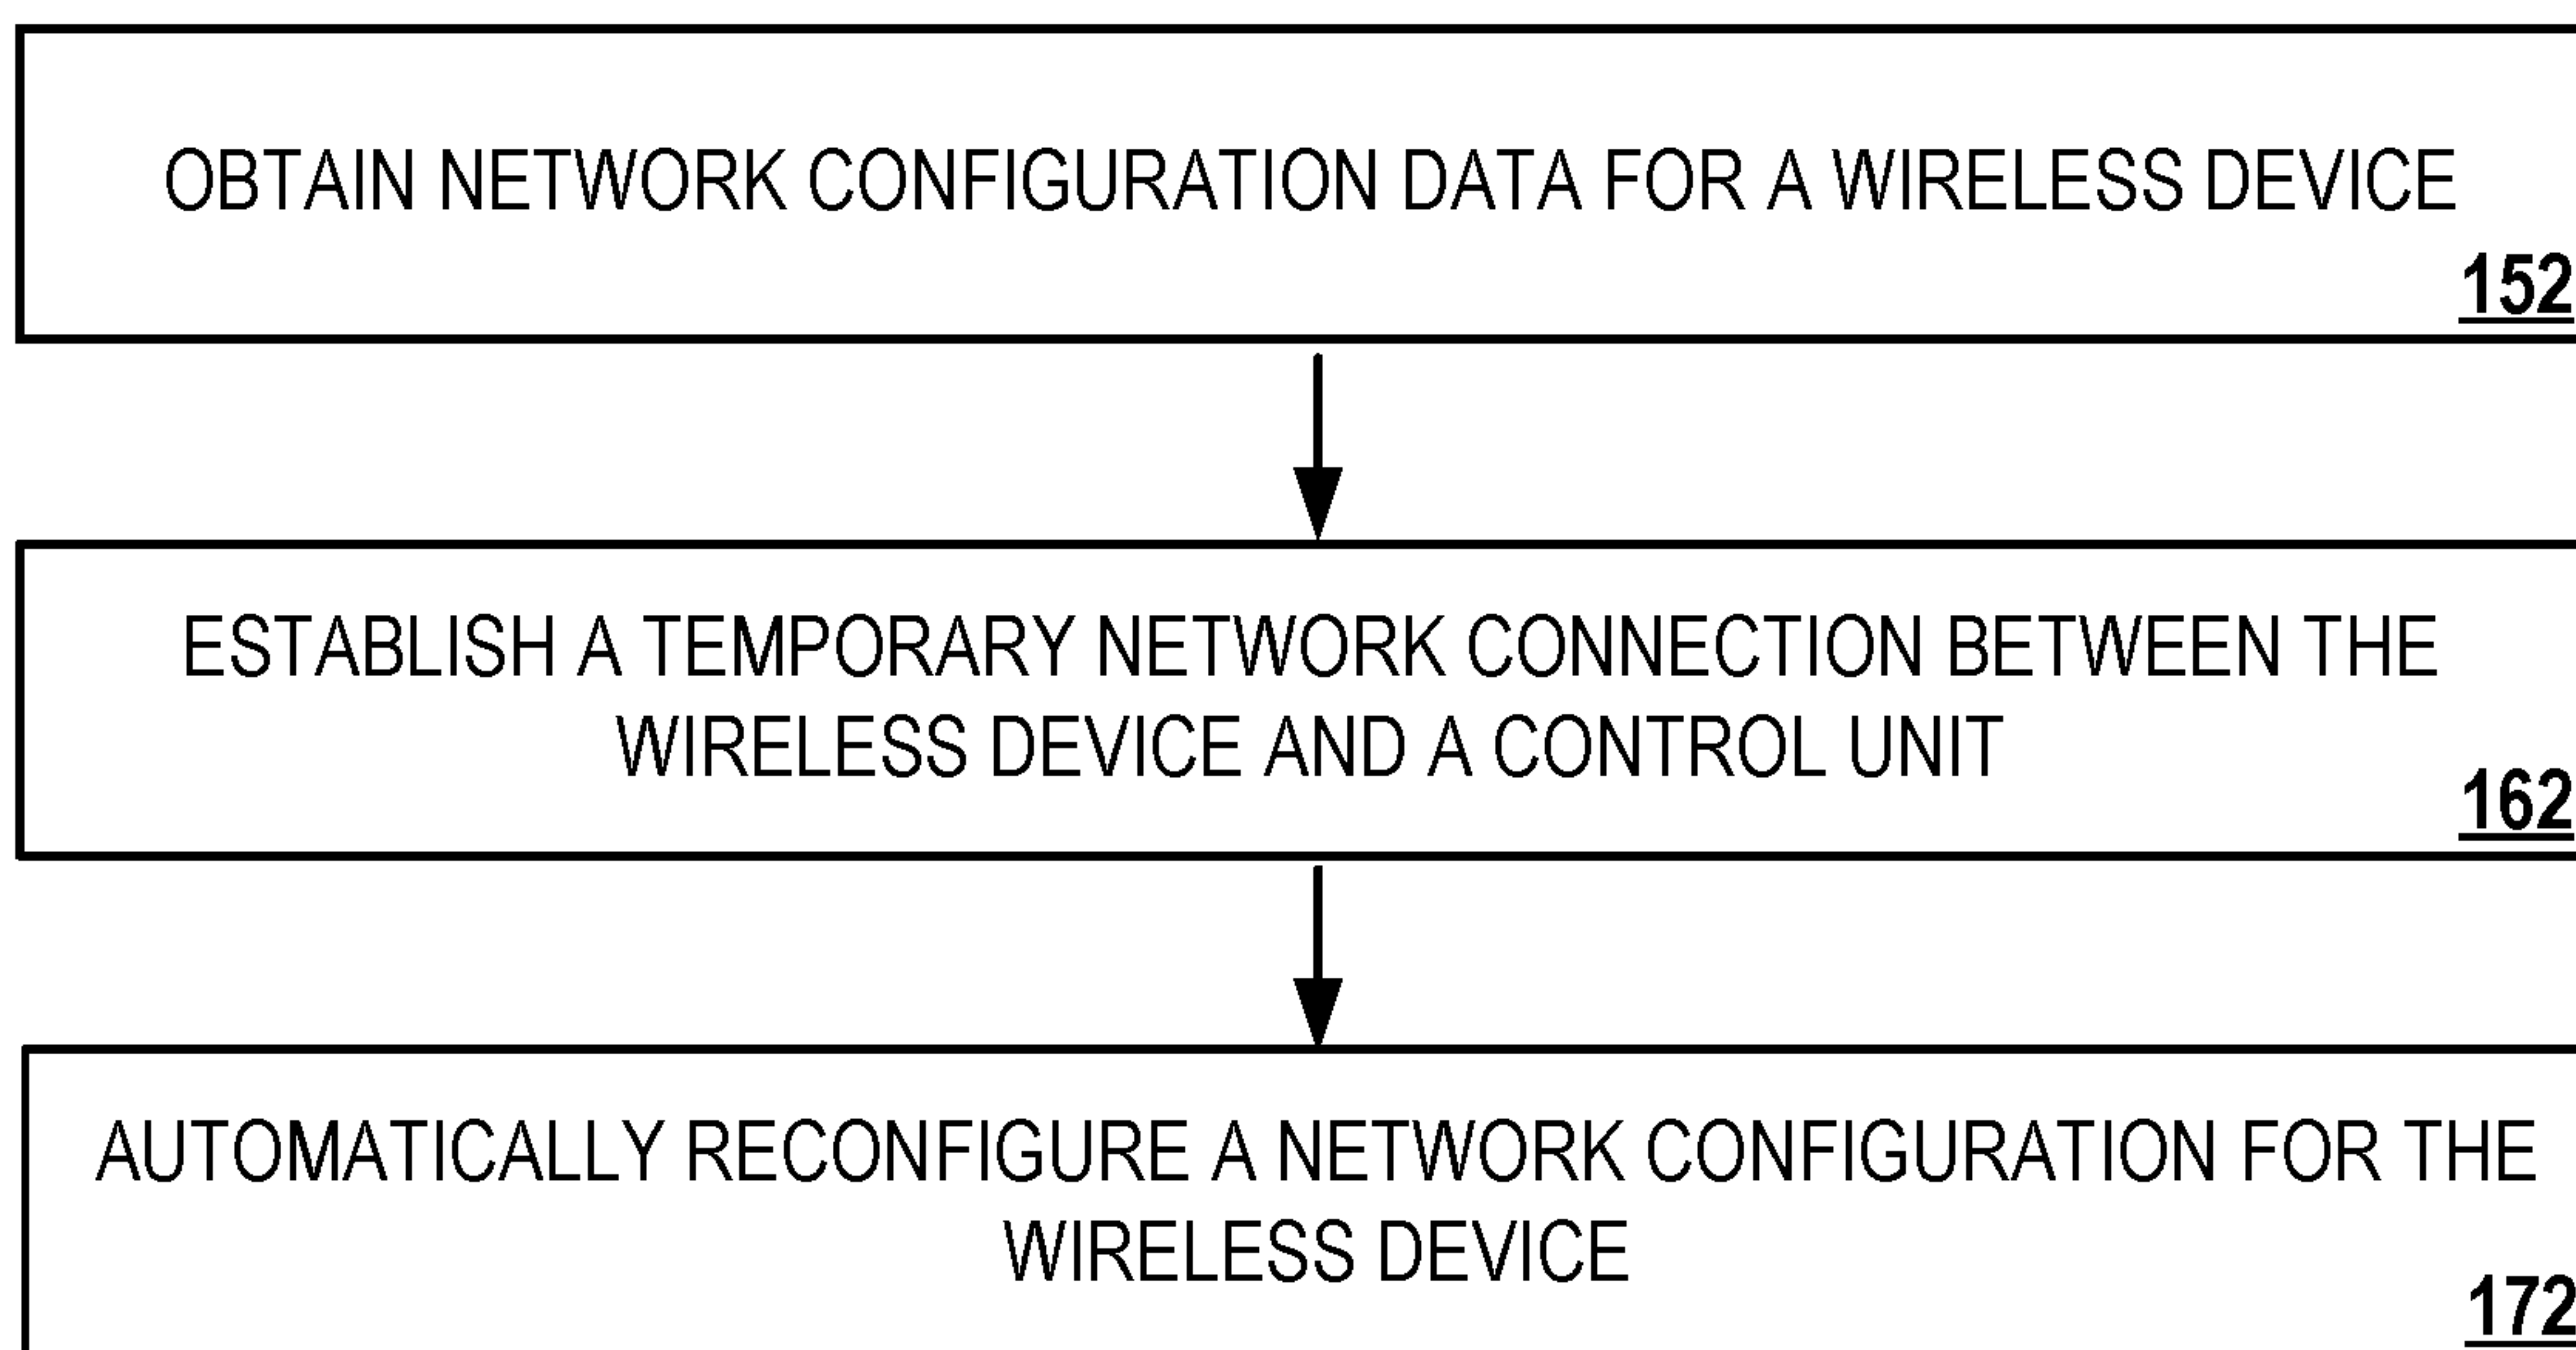 OBTAIN NETWORK CONFIGURATION DATA FOR A WIRELESS DEVICE
152
ESTABLISH A TEMPORARY NETWORK CONNECTION BETWEEN THE
WIRELESS DEVICE AND A CONTROL UNIT
162
AUTOMATICALLY RECONFIGURE A NETWORK CONFIGURATION FOR THE
WIRELESS DEVICE
172